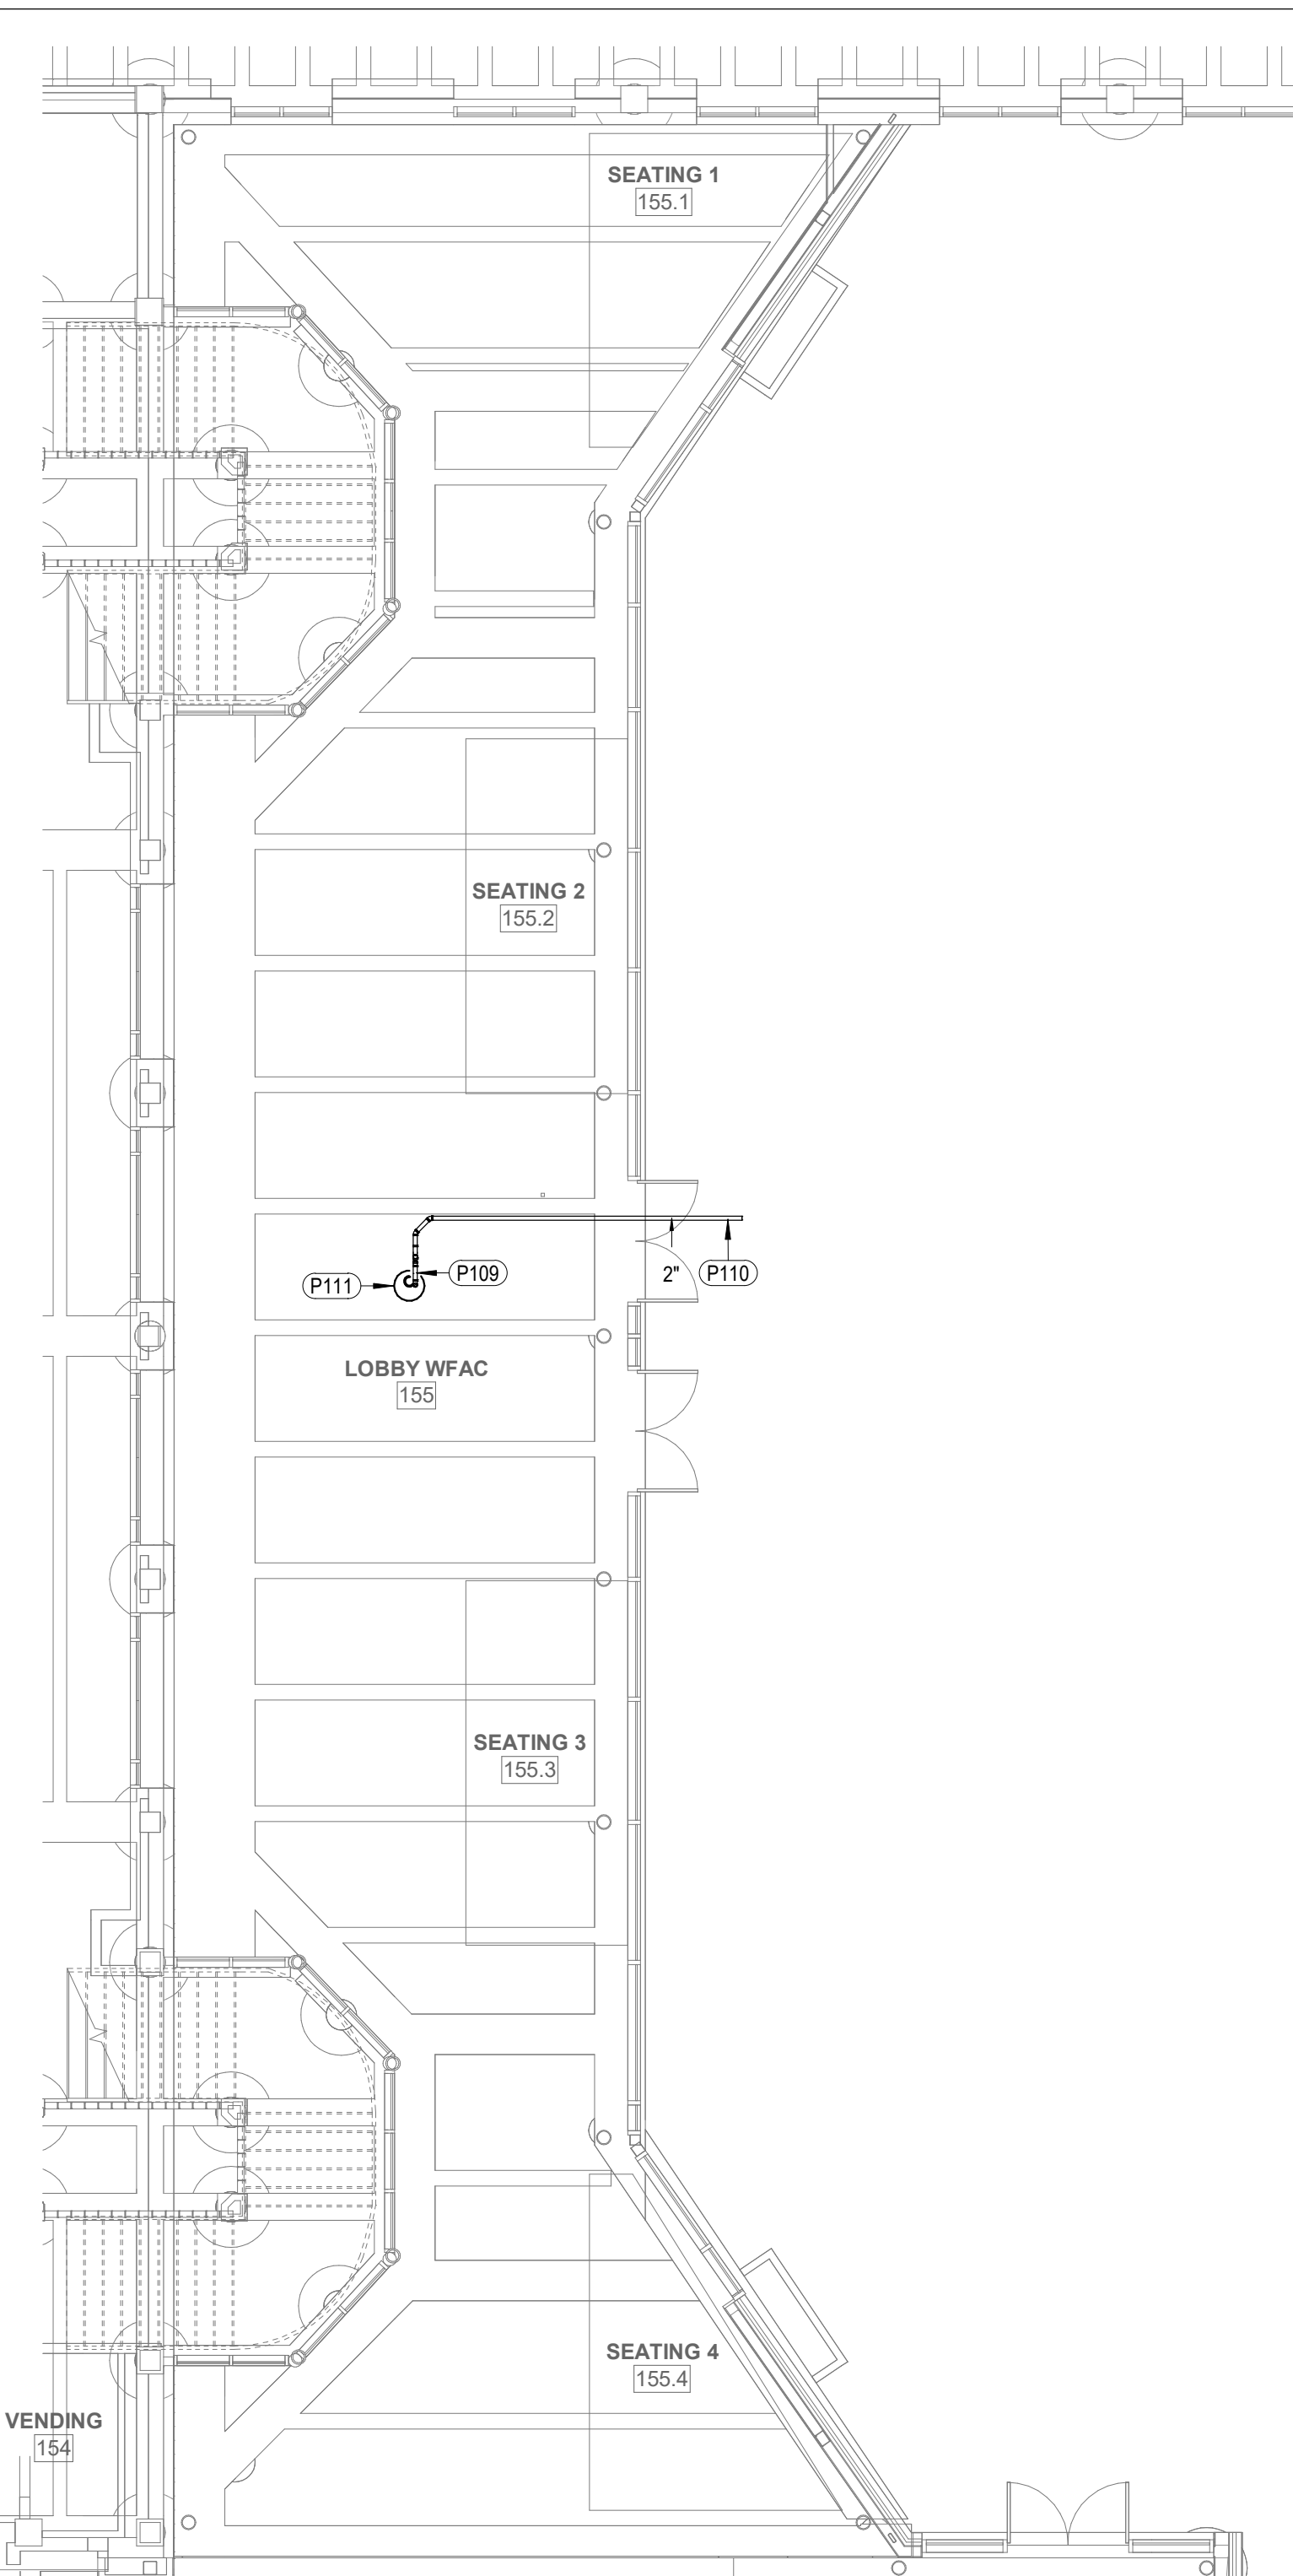 SEATING 1
155.1
SEATING 2
155.2
P111
P109
2"
P110
LOBBY WFAC
155
SEATING 3
155.3
SEATING 4
155.4
VENDING
154